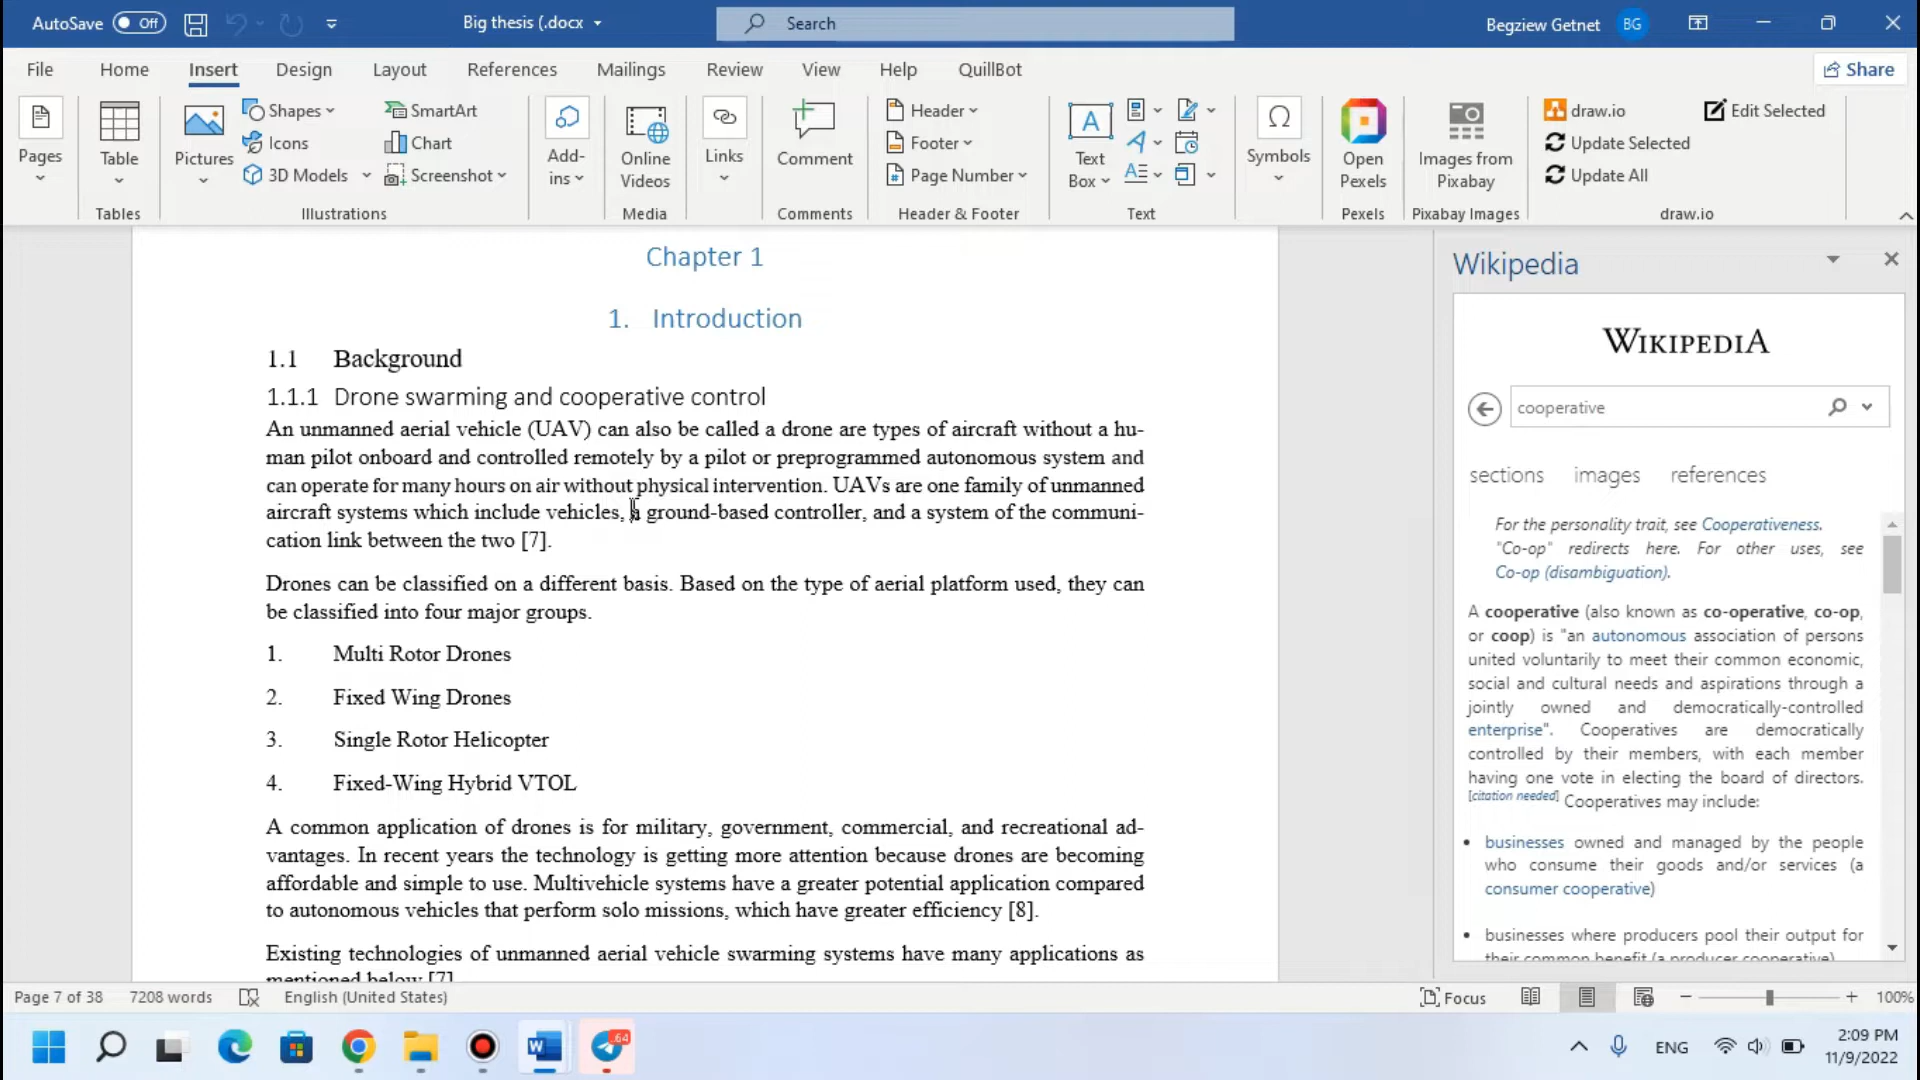 AutoSave Off Big thesis (.docx Search Begziew Getnet BG
File Home Insert Design Layout References Mailings Review View Help QuillBot Share
Pages
Table
Pictures
Shapes
Icons
3D Models
SmartArt
Chart
Screenshot
Add-
ins
Online
Videos
Links
Comment
Header
Footer
Page Number
Text
Box
Symbols
Open
Pexels
Images from
Pixabay
draw.io
Update Selected
Update All
Edit Selected
Tables Illustrations Media Comments Header & Footer Text Pexels Pixabay Images draw.io
Chapter 1
1. Introduction
1.1 Background
1.1.1 Drone swarming and cooperative control
An unmanned aerial vehicle (UAV) can also be called a drone are types of aircraft without a hu-
man pilot onboard and controlled remotely by a pilot or preprogrammed autonomous system and
can operate for many hours on air without physical intervention. UAVs are one family of unmanned
aircraft systems which include vehicles, a ground-based controller, and a system of the communi-
cation link between the two [7].
Drones can be classified on a different basis. Based on the type of aerial platform used, they can
be classified into four major groups.
1. Multi Rotor Drones
2. Fixed Wing Drones
3. Single Rotor Helicopter
4. Fixed-Wing Hybrid VTOL
A common application of drones is for military, government, commercial, and recreational ad-
vantages. In recent years the technology is getting more attention because drones are becoming
affordable and simple to use. Multivehicle systems have a greater potential application compared
to autonomous vehicles that perform solo missions, which have greater efficiency [8].
Existing technologies of unmanned aerial vehicle swarming systems have many applications as
mentioned below [7]
Wikipedia
WIKIPEDIA
cooperative
sections images references
For the personality trait, see Cooperativeness.
"Co-op" redirects here. For other uses, see
Co-op (disambiguation).
A cooperative (also known as co-operative, co-op,
or coop) is "an autonomous association of persons
united voluntarily to meet their common economic,
social and cultural needs and aspirations through a
jointly owned and democratically-controlled
enterprise". Cooperatives are democratically
controlled by their members, with each member
having one vote in electing the board of directors.
[citation needed] Cooperatives may include:
• businesses owned and managed by the people
who consume their goods and/or services (a
consumer cooperative)
• businesses where producers pool their output for
their common benefit (a producer cooperative)
Page 7 of 38 7208 words English (United States) Focus 100%
64
ENG
2:09 PM
11/9/2022